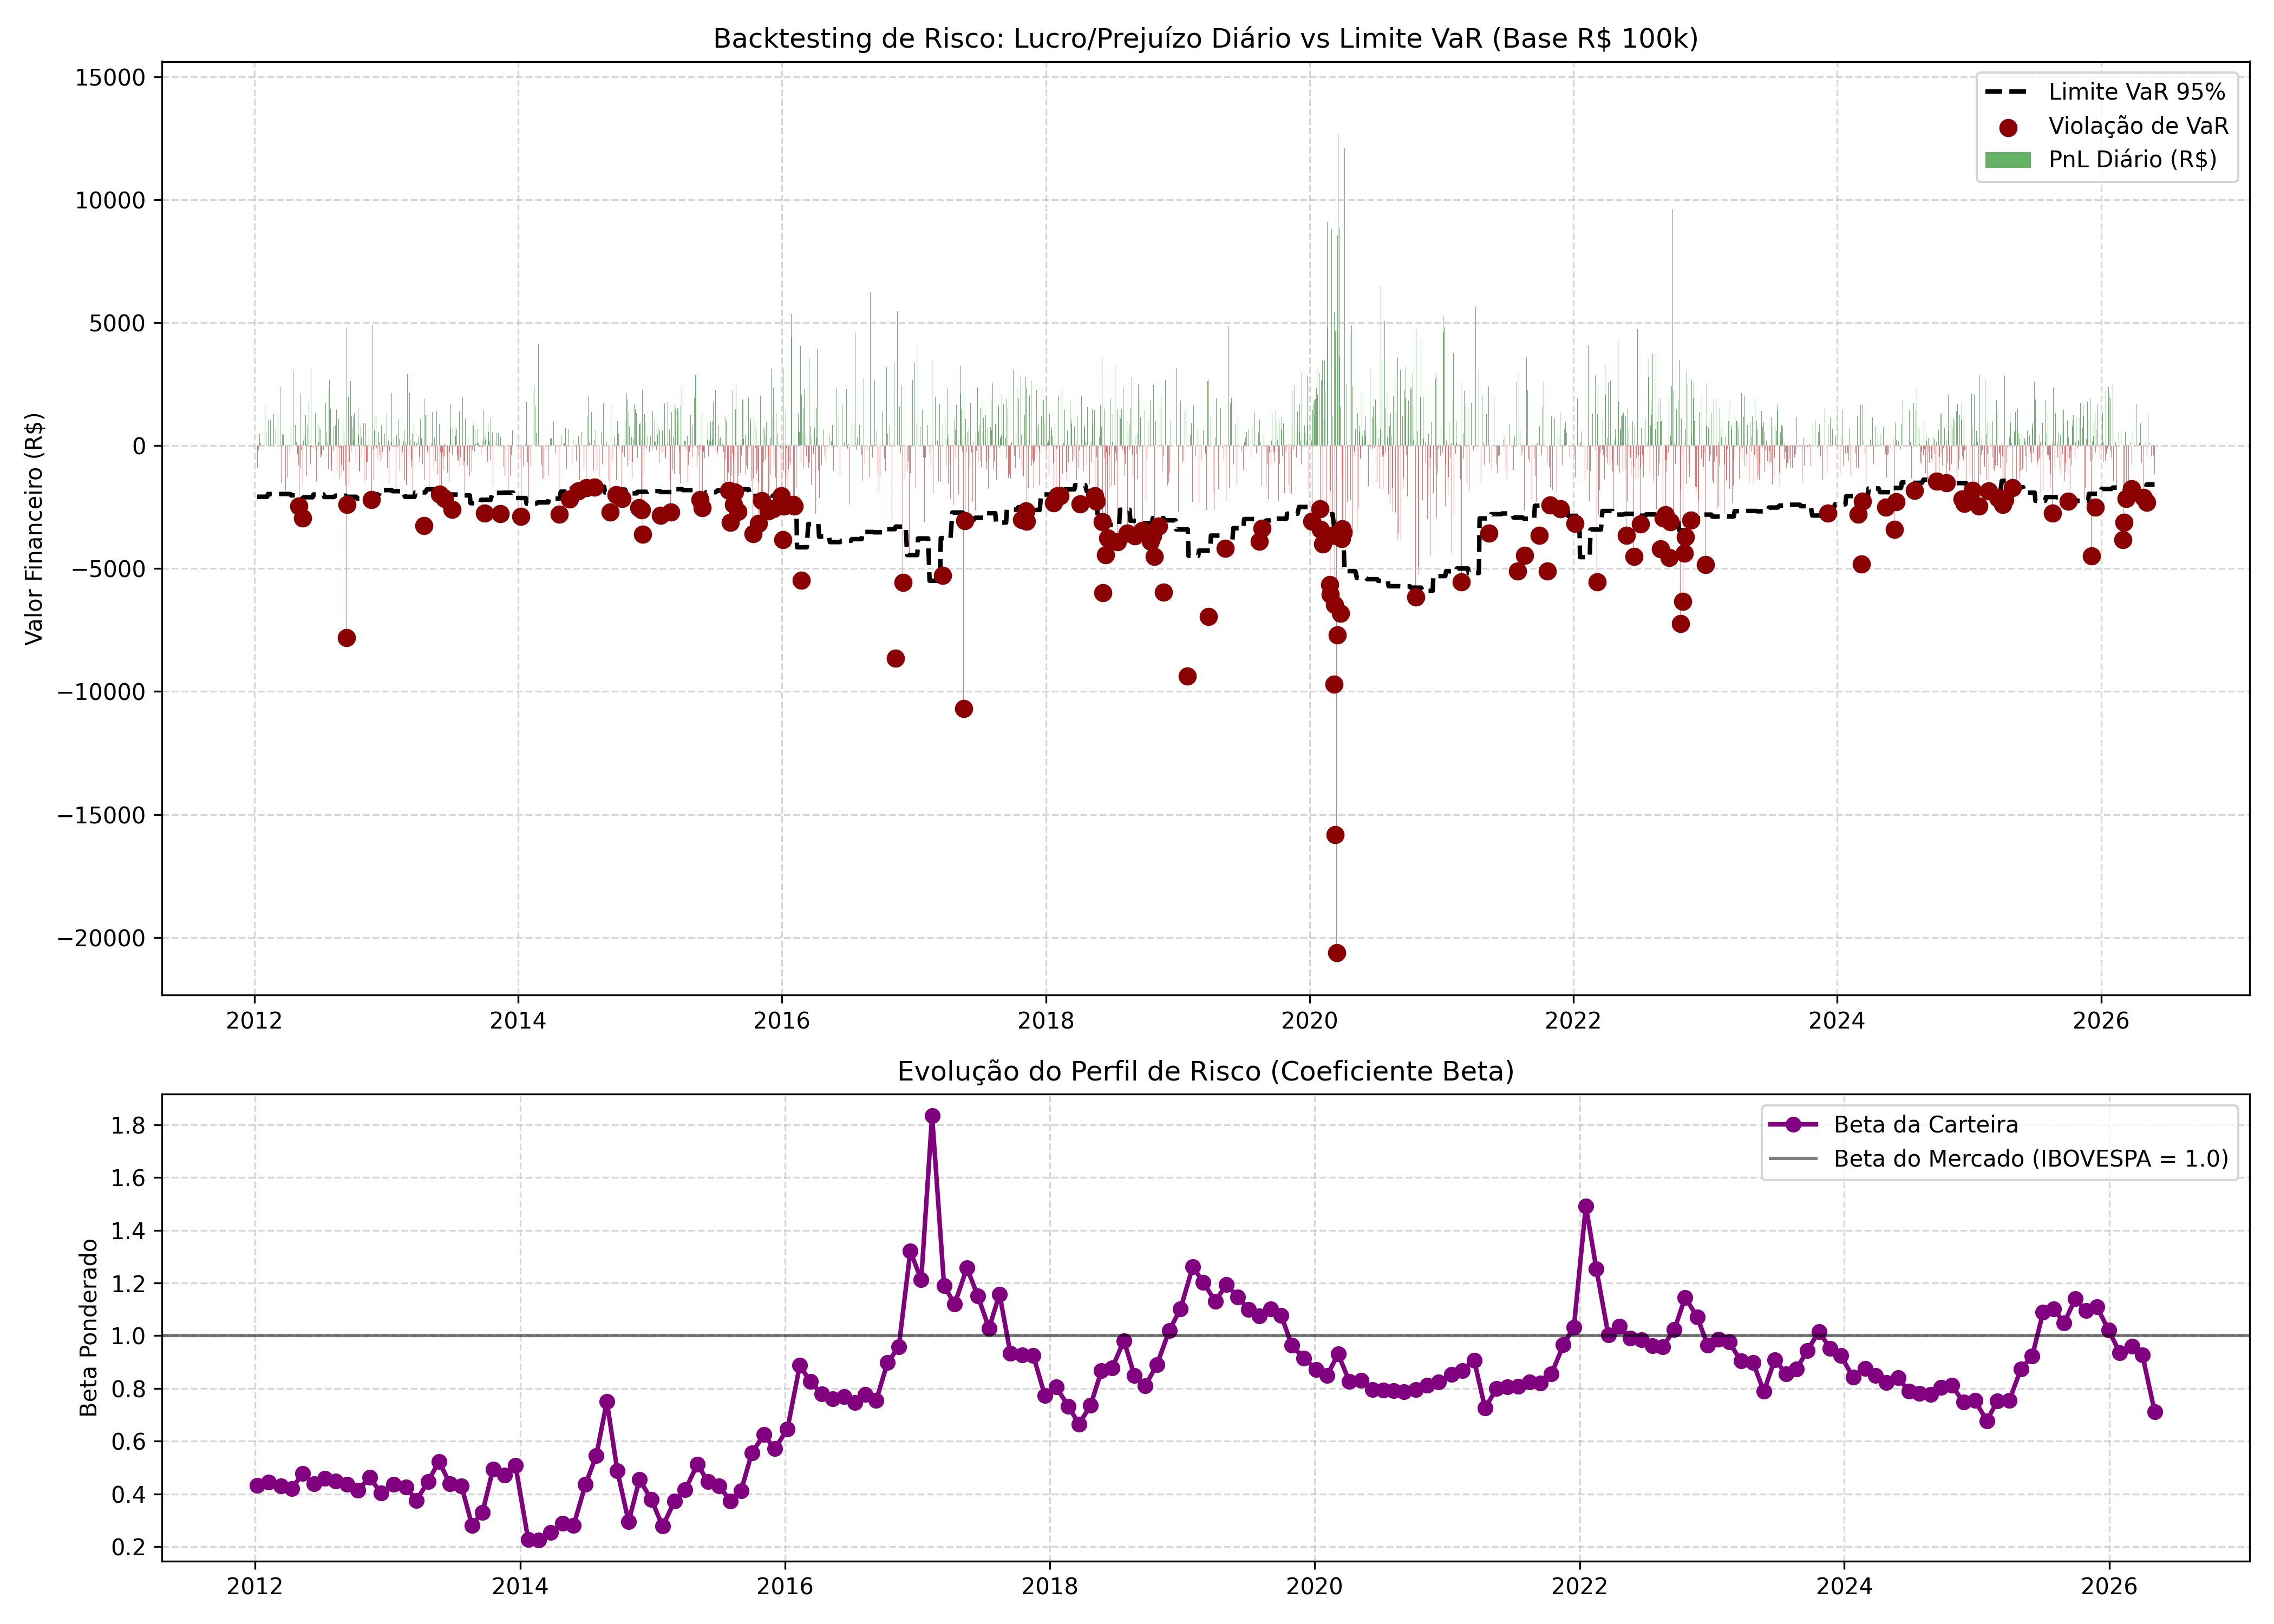 Backtesting de Risco: Lucro/Prejuízo Diário vs Limite VaR (Base R$ 100k)
Valor Financeiro (R$)
15000
10000
5000
0
−5000
−10000
−15000
−20000
Limite VaR 95%
Violação de VaR
PnL Diário (R$)
2012 2014 2016 2018 2020 2022 2024 2026
Evolução do Perfil de Risco (Coeficiente Beta)
Beta Ponderado
1.8
1.6
1.4
1.2
1.0
0.8
0.6
0.4
0.2
Beta da Carteira
Beta do Mercado (IBOVESPA = 1.0)
2012 2014 2016 2018 2020 2022 2024 2026